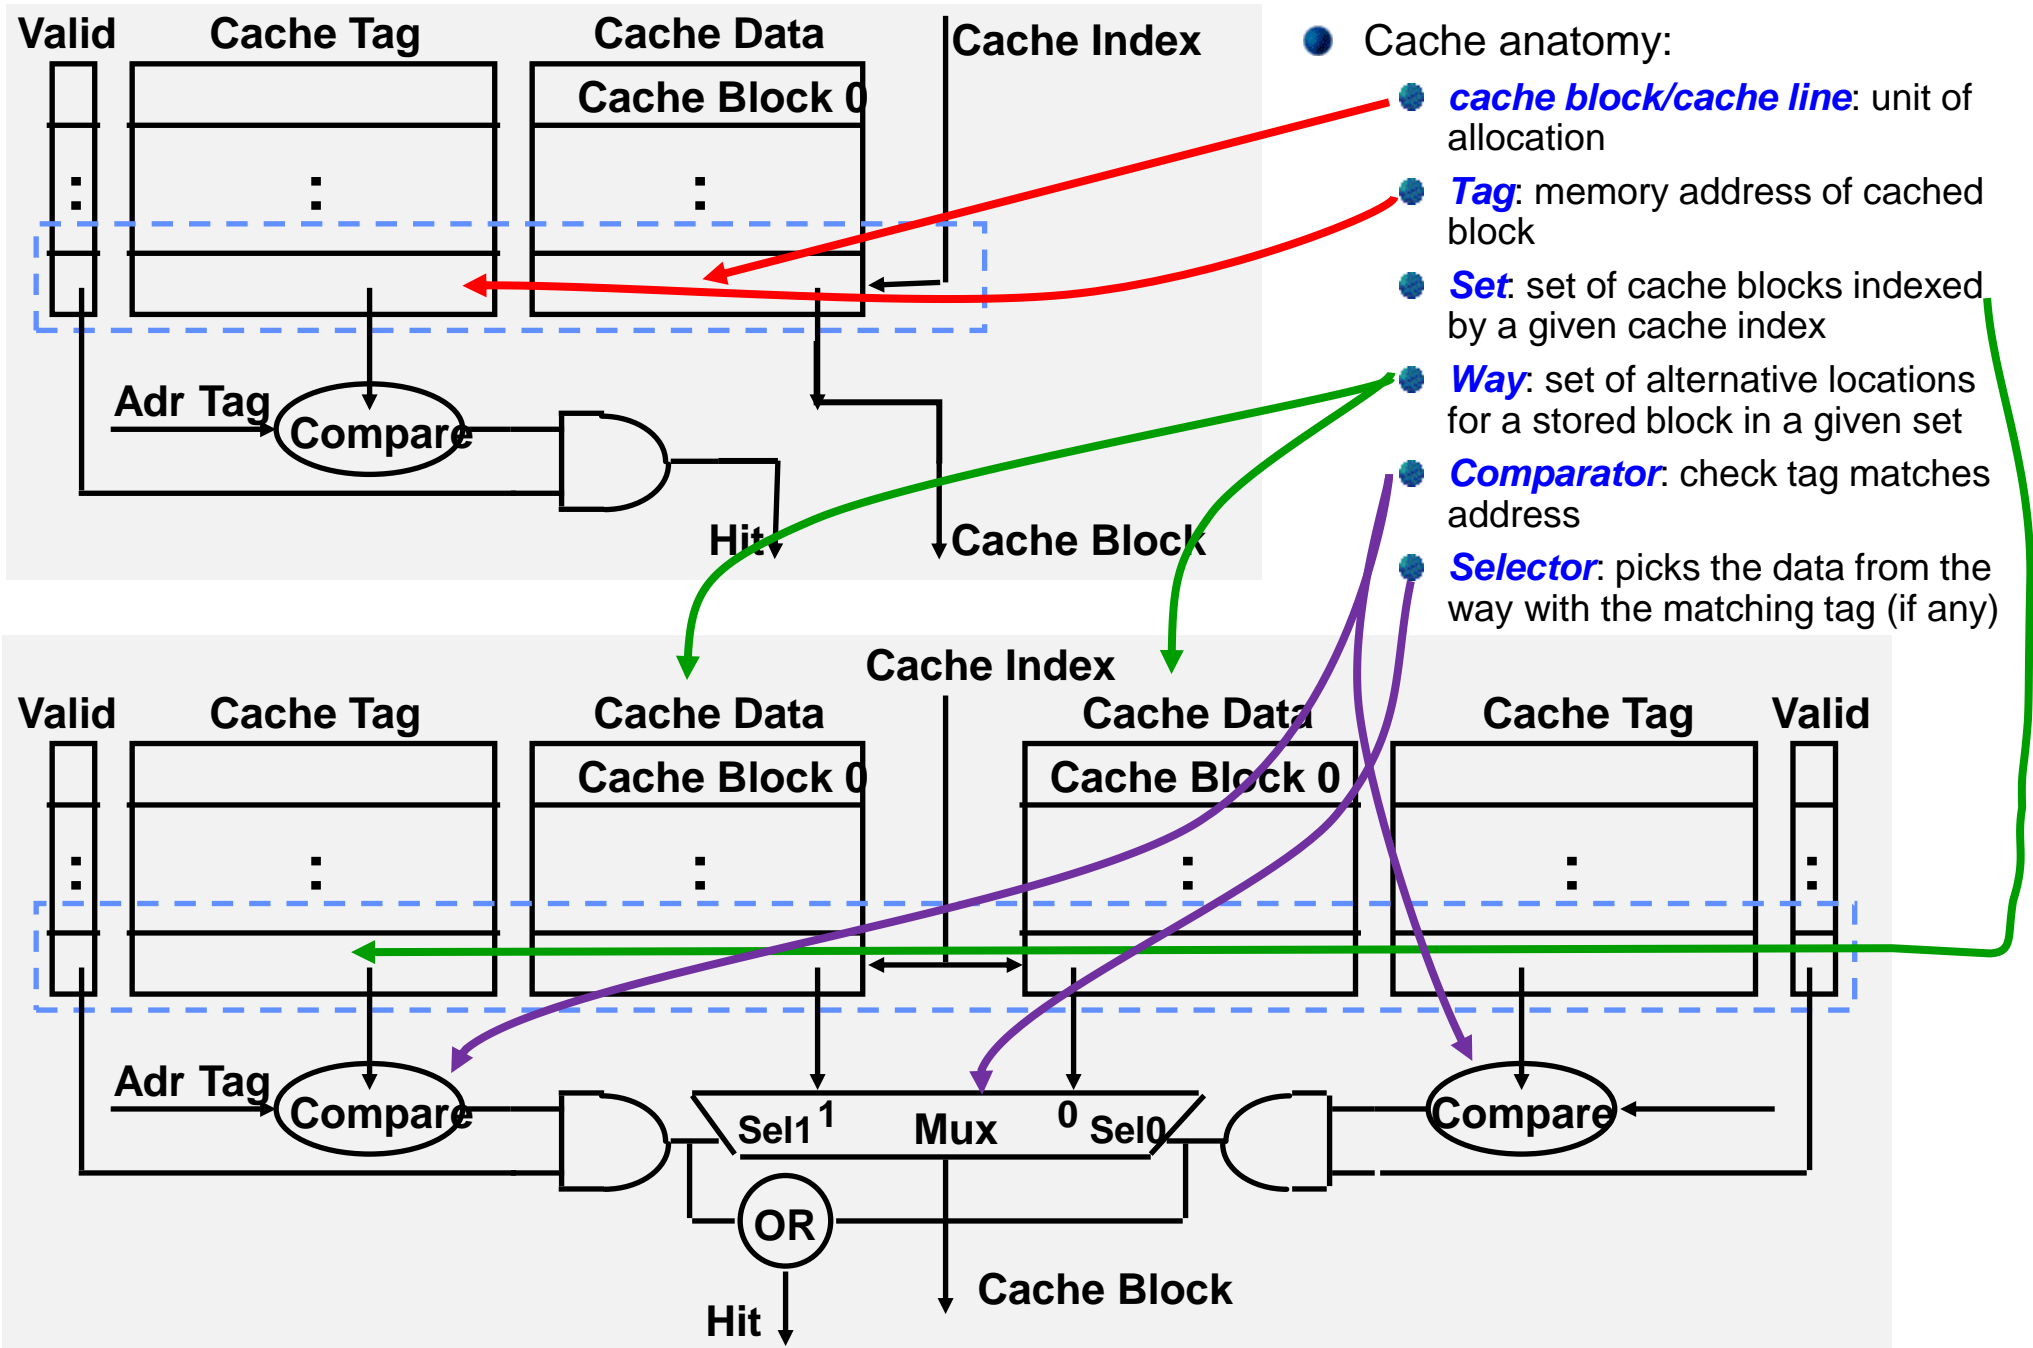 Valid Cache Tag Cache Data Cache Index
Cache Block 0
:
:
:
Adr Tag
Compare
Hit
Cache Block
Cache anatomy:
cache block/cache line: unit of
allocation
Tag: memory address of cached
block
Set: set of cache blocks indexed
by a given cache index
Way: set of alternative locations
for a stored block in a given set
Comparator: check tag matches
address
Selector: picks the data from the
way with the matching tag (if any)
Cache Index
Valid Cache Tag Cache Data Cache Data Cache Tag Valid
Cache Block 0 Cache Block 0
: : : : : :
Adr Tag
Compare
Sel1 1 Mux 0 Sel0
Compare
OR
Cache Block
Hit